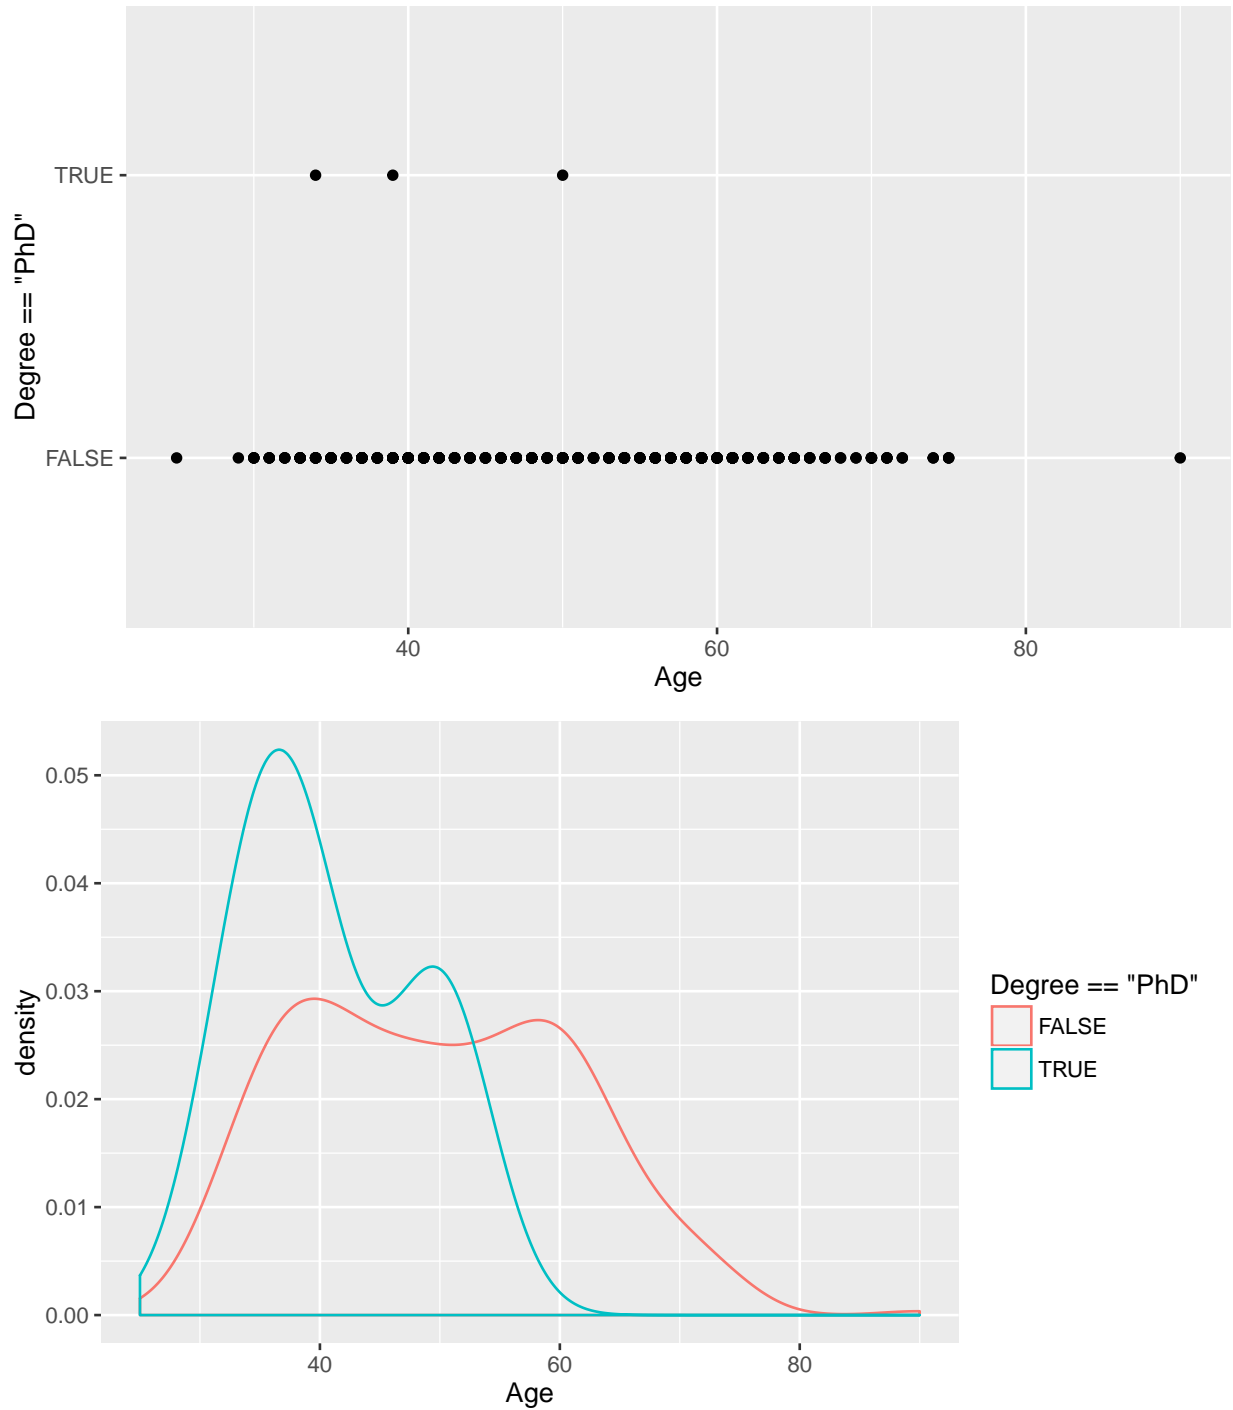 TRUE
FALSE
Degree == "PhD"
40 60 80
Age
0.05
0.04
0.03
0.02
0.01
0.00
density
40 60 80
Age
Degree == "PhD"
FALSE
TRUE